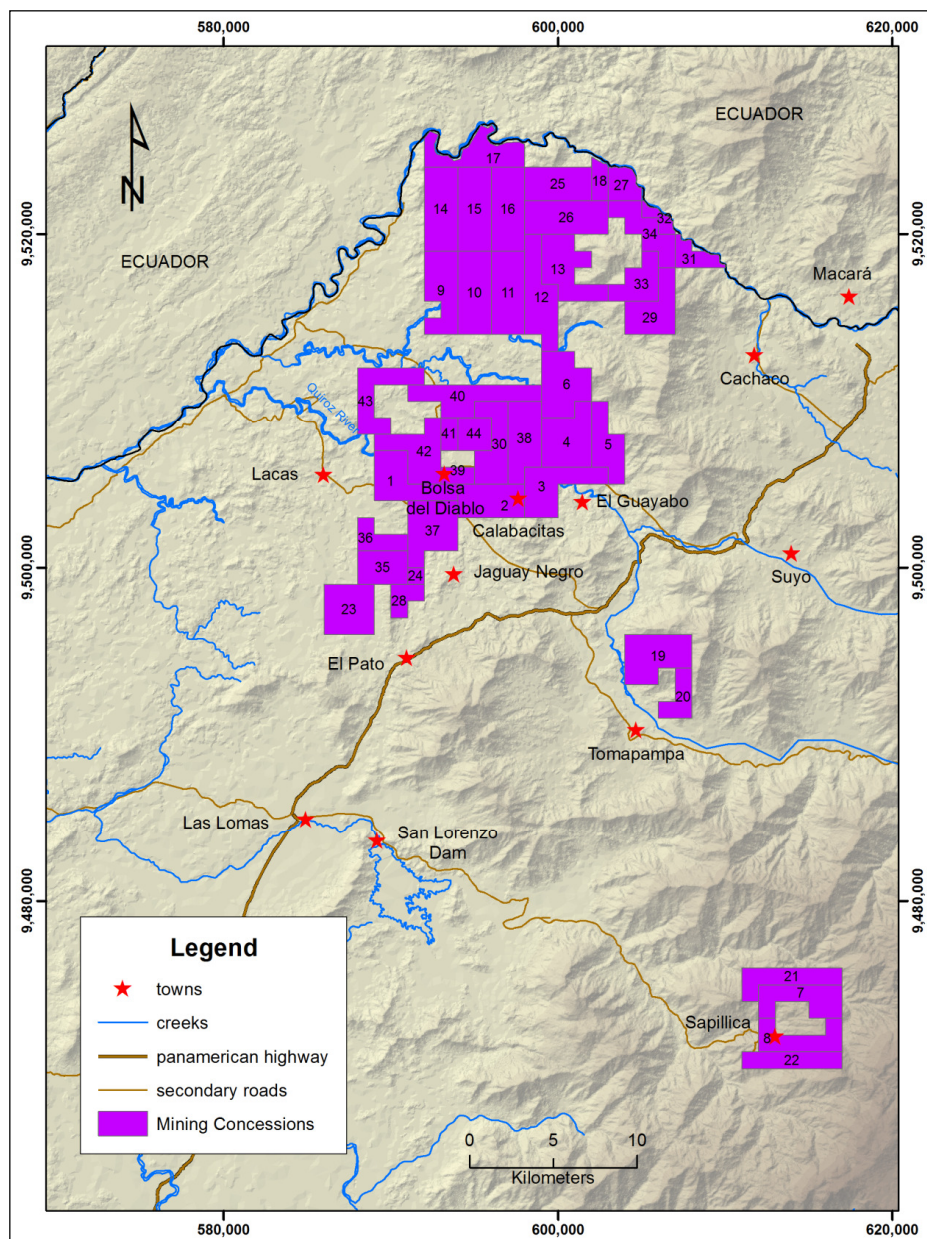 580,000
600,000
620,000
ECUADOR
17
25
18
27
14
15
16
26
32
34
9,520,000
9,520,000
ECUADOR
13
31
Macará
9
10
11
12
33
29
Cachaco
6
43
40
Quiroz River
41
44
30
38
4
5
42
Lacas
1
39
Bolsa
del Diablo
3
2
El Guayabo
Calabacitas
36
37
9,500,000
9,500,000
35
24
Jaguay Negro
Suyo
23
28
El Pato
19
20
Tomapampa
Las Lomas
San Lorenzo
Dam
9,480,000
9,480,000
Legend
towns
creeks
panamerican highway
secondary roads
Mining Concessions
21
7
Sapillica
8
22
0
5
10
Kilometers
580,000
600,000
620,000
N